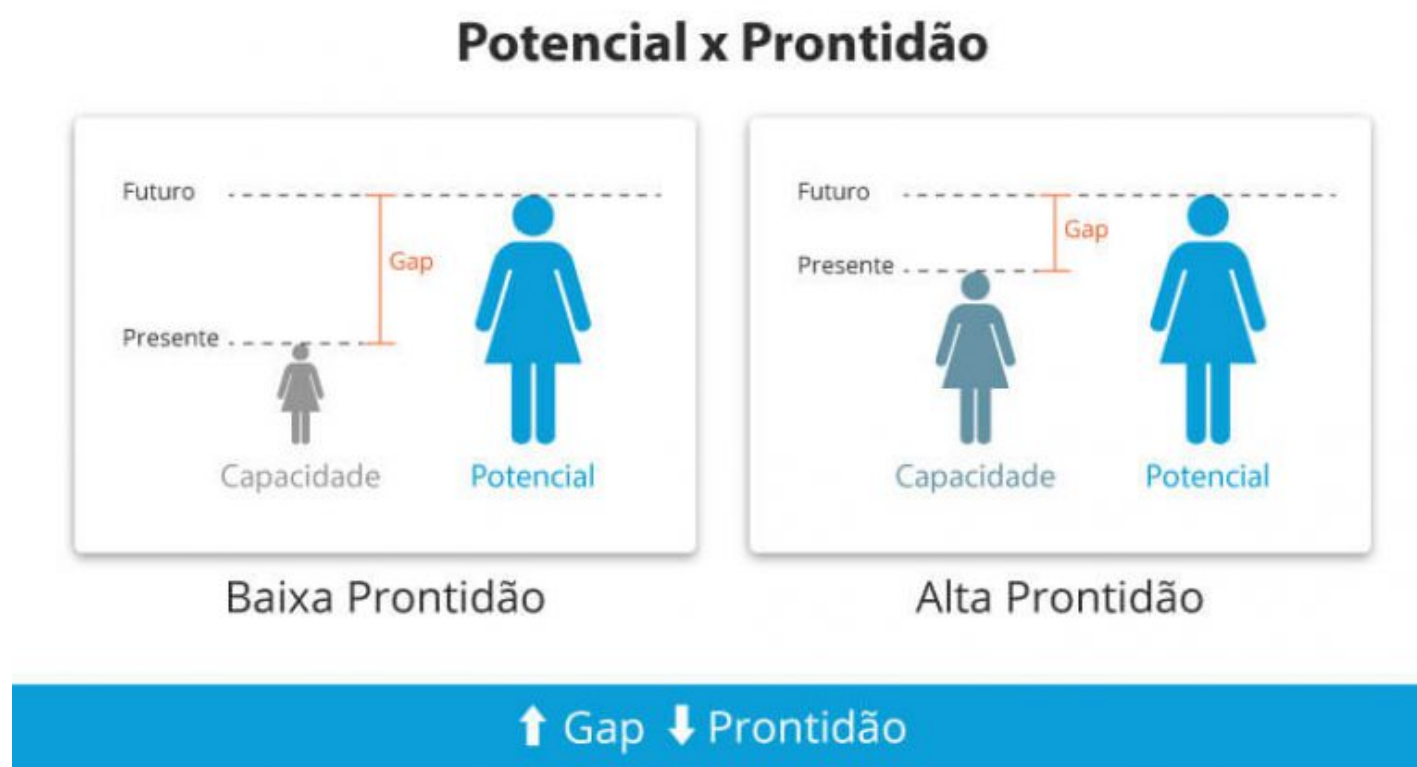 Potencial x Prontidão
Futuro
Gap
Presente
Capacidade
Potencial
Baixa Prontidão
Futuro
Gap
Presente
Capacidade
Potencial
Alta Prontidão
⬆ Gap ⬇ Prontidão